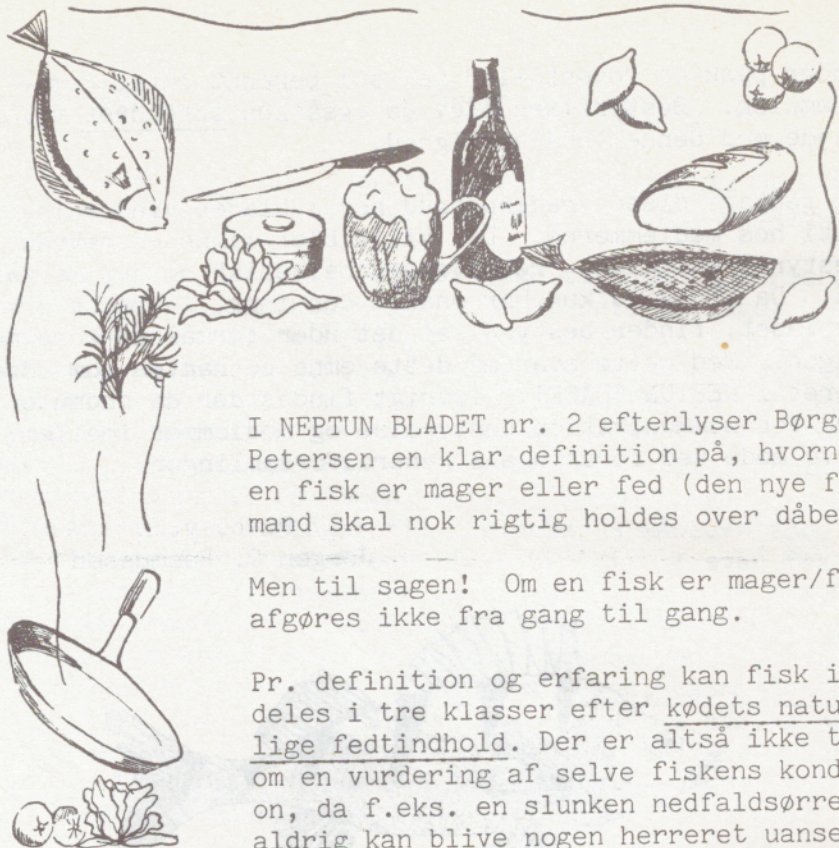 I NEPTUN BLADET nr. 2 efterlyser Børg
Petersen en klar definition på, hvorn
en fisk er mager eller fed (den nye f
mand skal nok rigtig holdes over dåbe
Men til sagen! Om en fisk er mager/f
afgøres ikke fra gang til gang.
Pr. definition og erfaring kan fisk i
deles i tre klasser efter kødets natu
lige fedtindhold. Der er altså ikke t
om en vurdering af selve fiskens kond
on, da f.eks. en slunken nedfaldsørre
aldrig kan blive nogen herreret uanse